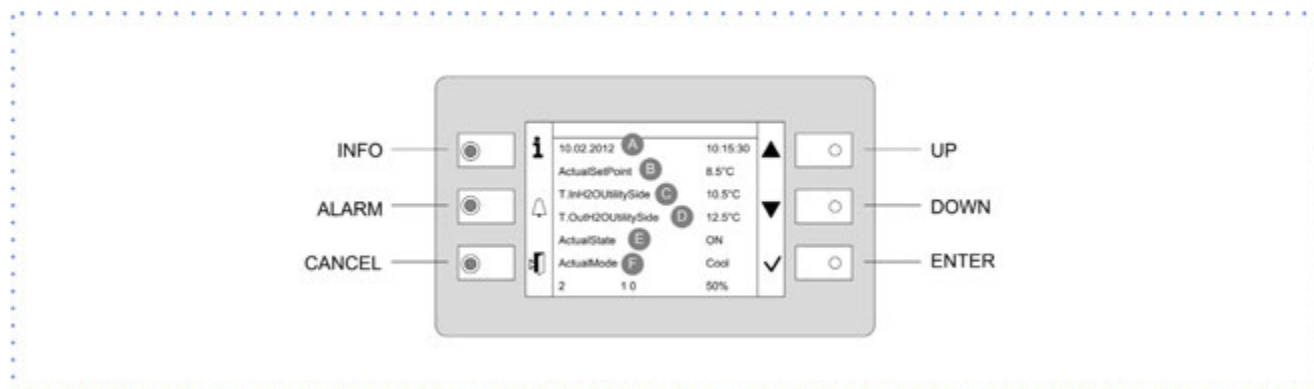 INFO
ALARM
CANCEL
i
10.02.2012 A 10:15:30
ActualSetPoint B 8.5°C
T.InH2OUtilitySide C 10.5°C
T.OutH2OUtilitySide D 12.5°C
ActualState E ON
ActualMode F Cool
2 1 0 50%
UP
DOWN
ENTER